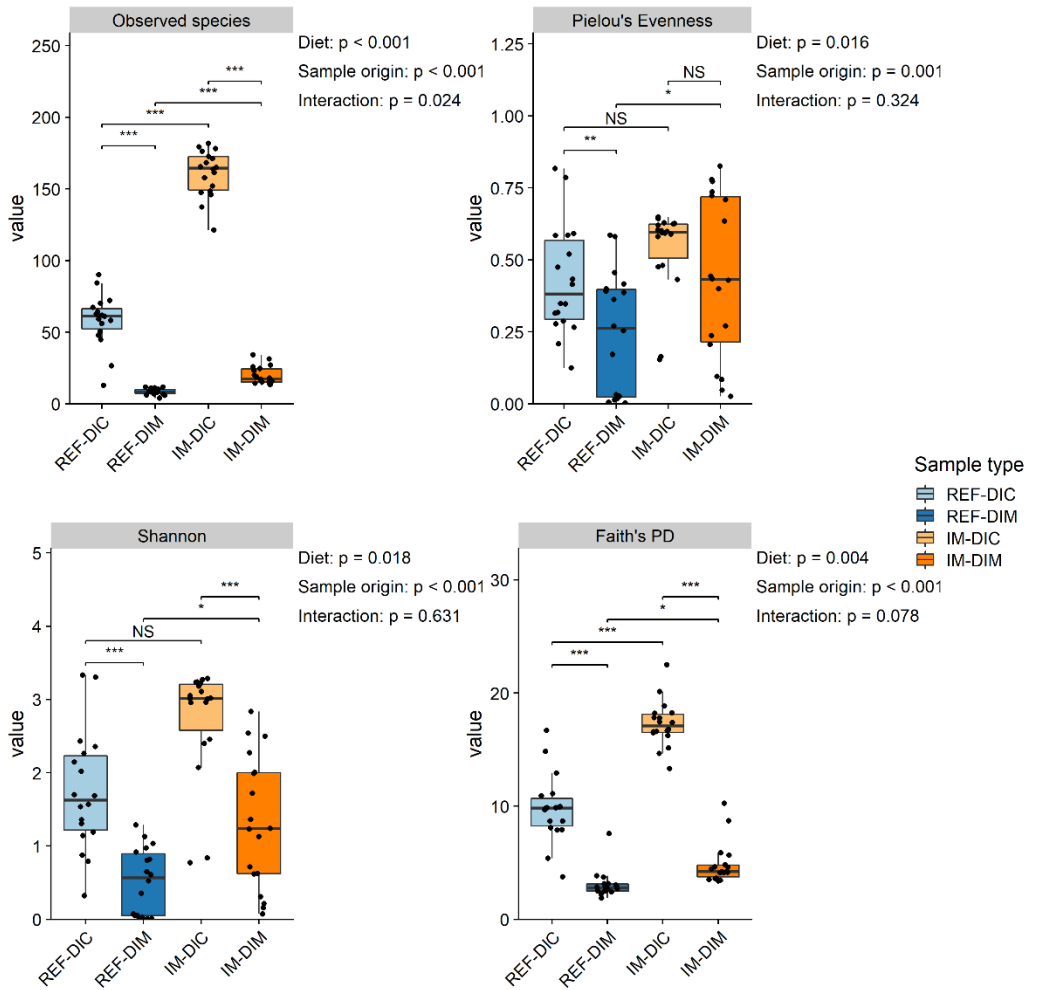 Observed species
250
200
150
100
50
0
value
***
***
***
***
Diet: p < 0.001
Sample origin: p < 0.001
Interaction: p = 0.024
REF-DIC
REF-DIM
IM-DIC
IM-DIM
Pielou's Evenness
1.25
1.00
0.75
0.50
0.25
0.00
value
NS
*
NS
**
Diet: p = 0.016
Sample origin: p = 0.001
Interaction: p = 0.324
REF-DIC
REF-DIM
IM-DIC
IM-DIM
Sample type
REF-DIC
REF-DIM
IM-DIC
IM-DIM
Shannon
5
4
3
2
1
0
value
***
*
NS
***
Diet: p = 0.018
Sample origin: p < 0.001
Interaction: p = 0.631
REF-DIC
REF-DIM
IM-DIC
IM-DIM
Faith's PD
30
20
10
0
value
***
*
***
***
Diet: p = 0.004
Sample origin: p < 0.001
Interaction: p = 0.078
REF-DIC
REF-DIM
IM-DIC
IM-DIM